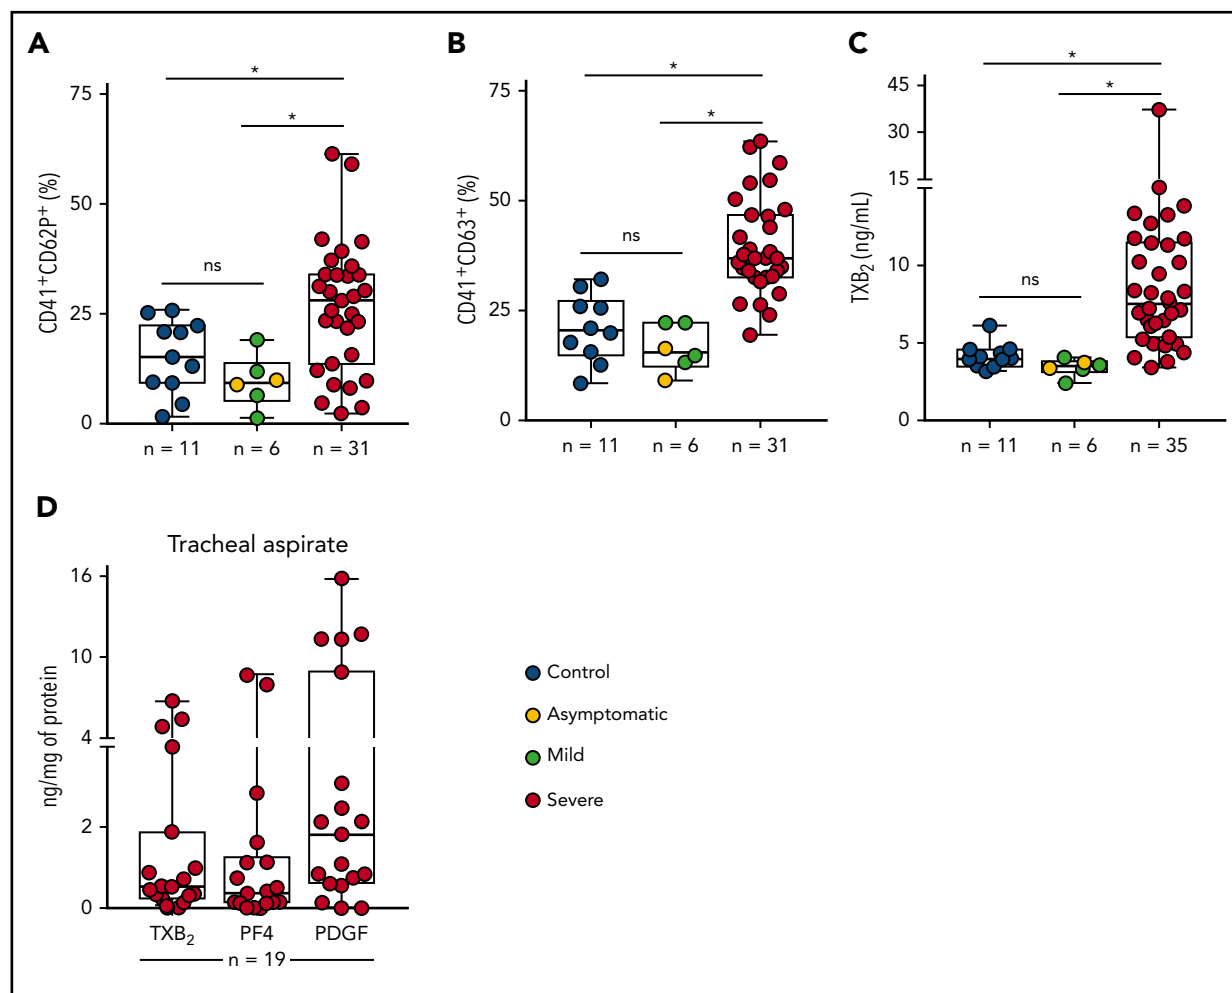 A
CD41⁺CD62P⁺ (%)
75
50
25
0
*
*
ns
n = 11
n = 6
n = 31
B
CD41⁺CD63⁺ (%)
75
50
25
0
*
*
ns
n = 11
n = 6
n = 31
C
TXB₂ (ng/mL)
45
30
15
10
5
0
*
*
ns
n = 11
n = 6
n = 35
D
Tracheal aspirate
ng/mg of protein
16
10
4
2
0
TXB₂
PF4
PDGF
n = 19
Control
Asymptomatic
Mild
Severe